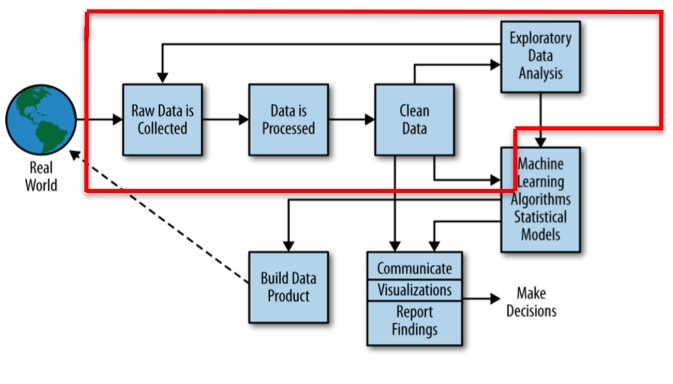 Exploratory
Data
Analysis
Raw Data is
Collected
Data is
Processed
Clean
Data
Real
World
Machine
Learning
Algorithms
Statistical
Models
Build Data
Product
Communicate
Visualizations
Report
Findings
Make
Decisions